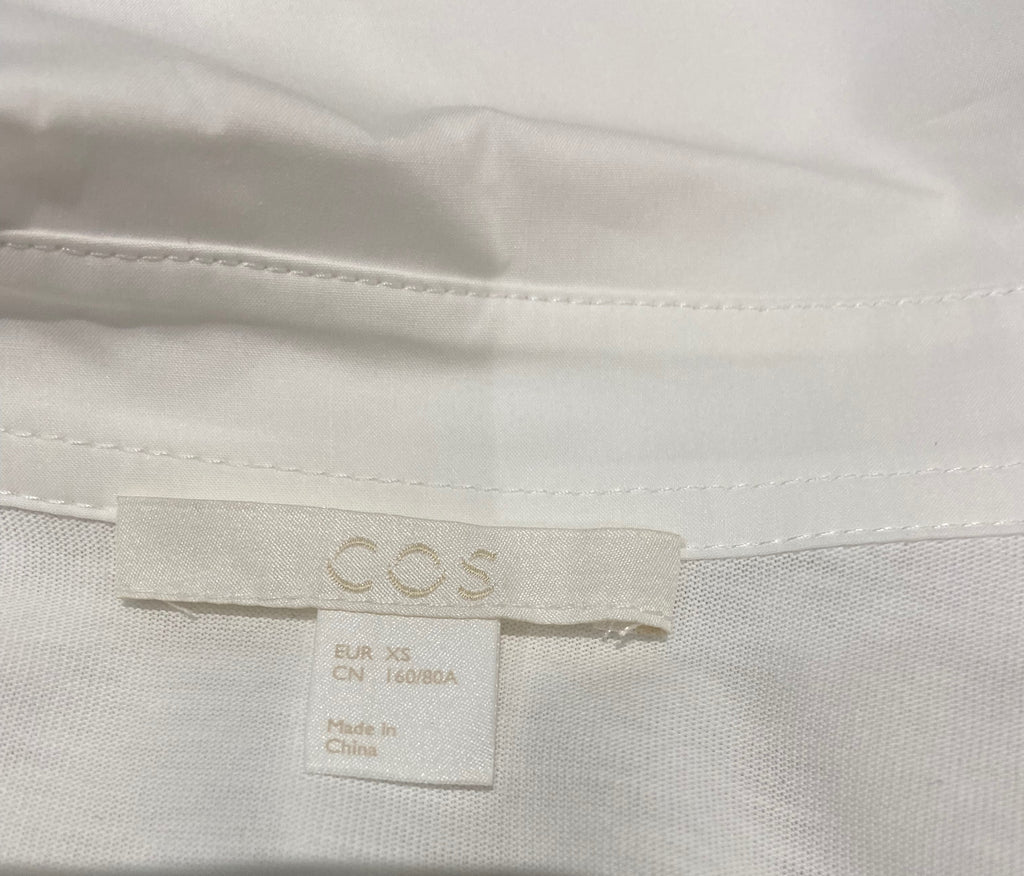 COS
EUR XS
CN 160/80A
Made in
China